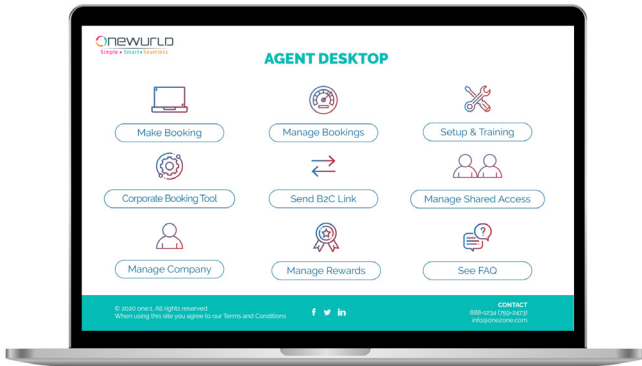 Onewurld
Simple • Smart • Seamless
AGENT DESKTOP
Make Booking
Manage Bookings
Setup & Training
Corporate Booking Tool
Send B2C Link
Manage Shared Access
Manage Company
Manage Rewards
See FAQ
© 2020 one3. All rights reserved
When using this site you agree to our Terms and Conditions
CONTACT
888-1234 (759-2473)
info@onezone.com